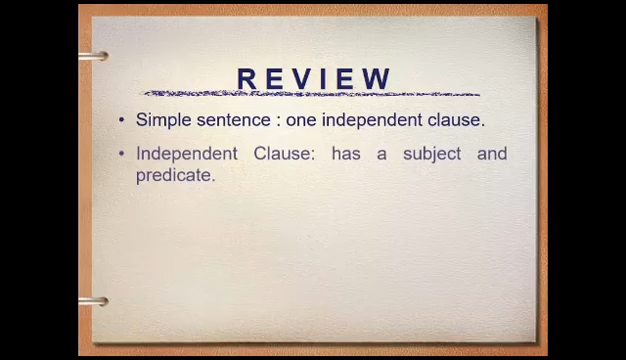 REVIEW
• Simple sentence : one independent clause.
• Independent Clause: has a subject and
predicate.